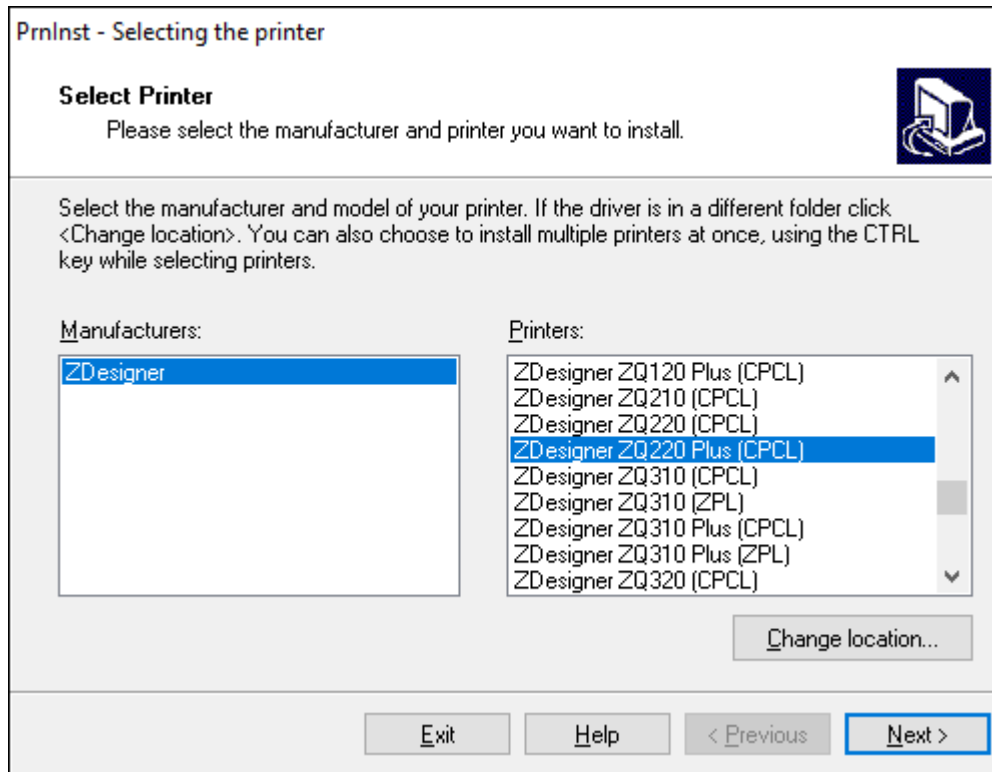 PrnInst - Selecting the printer
Select Printer
Please select the manufacturer and printer you want to install.
Select the manufacturer and model of your printer. If the driver is in a different folder click
<Change location>. You can also choose to install multiple printers at once, using the CTRL
key while selecting printers.
Manufacturers:
ZDesigner
Printers:
ZDesigner ZQ120 Plus (CPCL)
ZDesigner ZQ210 (CPCL)
ZDesigner ZQ220 (CPCL)
ZDesigner ZQ220 Plus (CPCL)
ZDesigner ZQ310 (CPCL)
ZDesigner ZQ310 (ZPL)
ZDesigner ZQ310 Plus (CPCL)
ZDesigner ZQ310 Plus (ZPL)
ZDesigner ZQ320 (CPCL)
Change location...
Exit
Help
< Previous
Next >